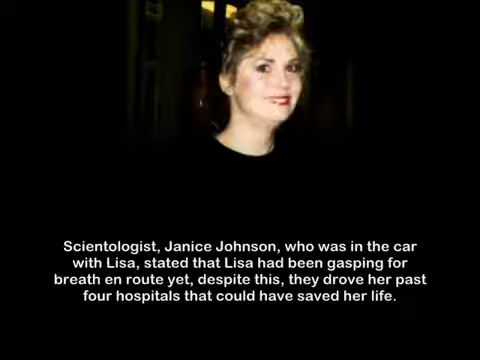 Scientologist, Janice Johnson, who was in the car
with Lisa, stated that Lisa had been gasping for
breath en route yet, despite this, they drove her past
four hospitals that could have saved her life.